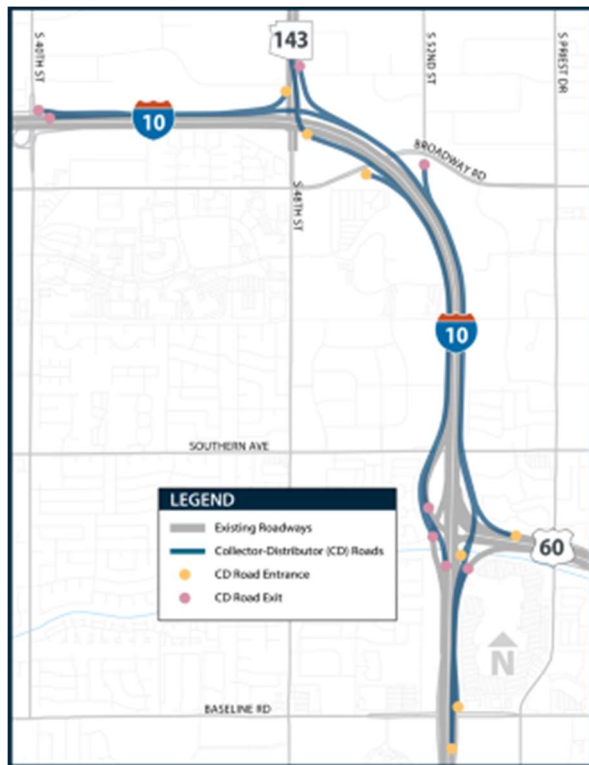 S 40TH ST
143
S 52ND ST
S PRIEST DR
10
BROADWAY RD
S 48TH ST
10
SOUTHERN AVE
LEGEND
Existing Roadways
Collector-Distributor (CD) Roads
CD Road Entrance
CD Road Exit
60
N
BASELINE RD